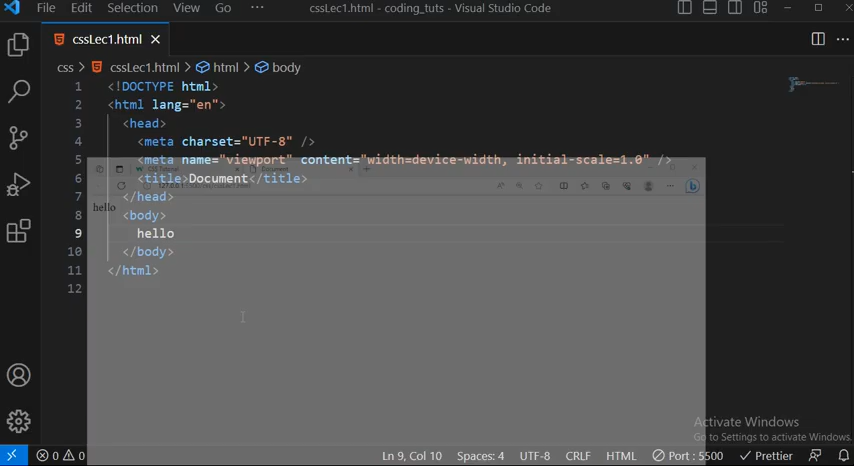 File Edit Selection View Go ··· cssLec1.html - coding_tuts - Visual Studio Code
cssLec1.html
css > cssLec1.html > html > body
1 <!DOCTYPE html>
2 <html lang="en">
3 <head>
4 <meta charset="UTF-8" />
5 <meta name="viewport" content="width=device-width, initial-scale=1.0" />
CSS Tutorial Document
6 <title>Document</title>
7 </head>
hello
8 <body>
9 hello
10 </body>
11 </html>
12
Activate Windows
Go to Settings to activate Windows.
0 0 Ln 9, Col 10 Spaces: 4 UTF-8 CRLF HTML Port : 5500 Prettier